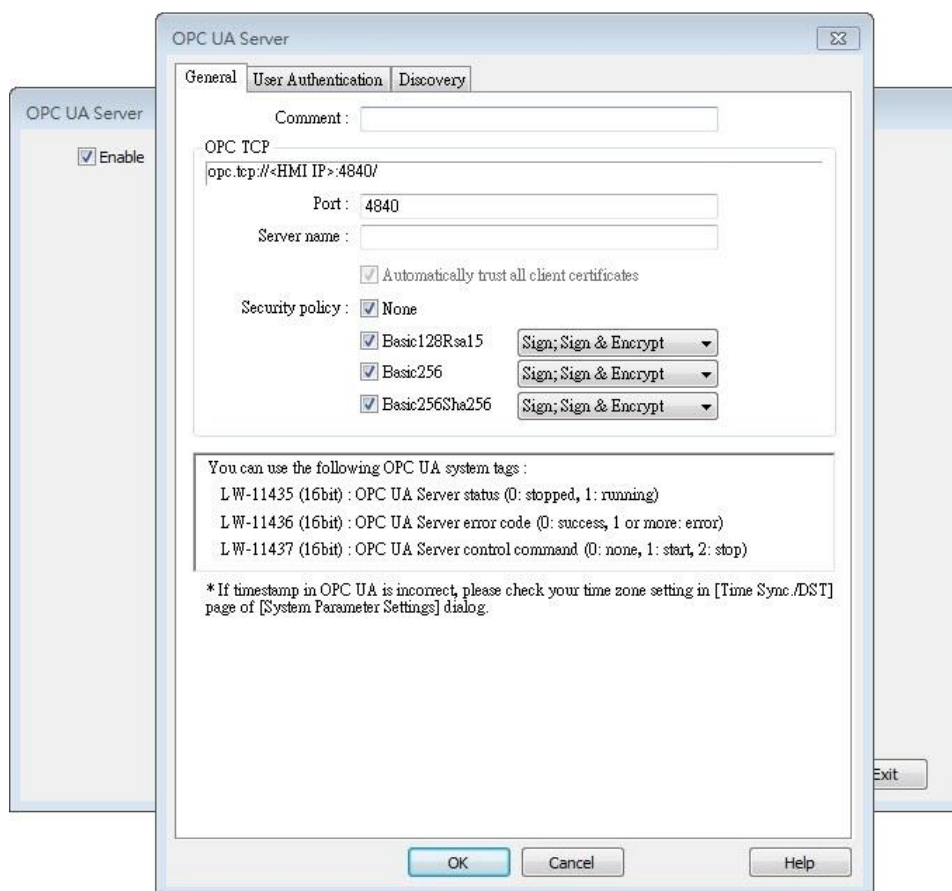 OPC UA Server
OPC UA Server
Enable
General User Authentication Discovery
Comment :
OPC TCP
opc.tcp://<HMI IP>:4840/
Port : 4840
Server name :
Automatically trust all client certificates
Security policy : None
Basic128Rsa15 Sign; Sign & Encrypt
Basic256 Sign; Sign & Encrypt
Basic256Sha256 Sign; Sign & Encrypt
You can use the following OPC UA system tags :
LW-11435 (16bit) : OPC UA Server status (0: stopped, 1: running)
LW-11436 (16bit) : OPC UA Server error code (0: success, 1 or more: error)
LW-11437 (16bit) : OPC UA Server control command (0: none, 1: start, 2: stop)
* If timestamp in OPC UA is incorrect, please check your time zone setting in [Time Sync./DST]
page of [System Parameter Settings] dialog.
Exit
OK Cancel Help